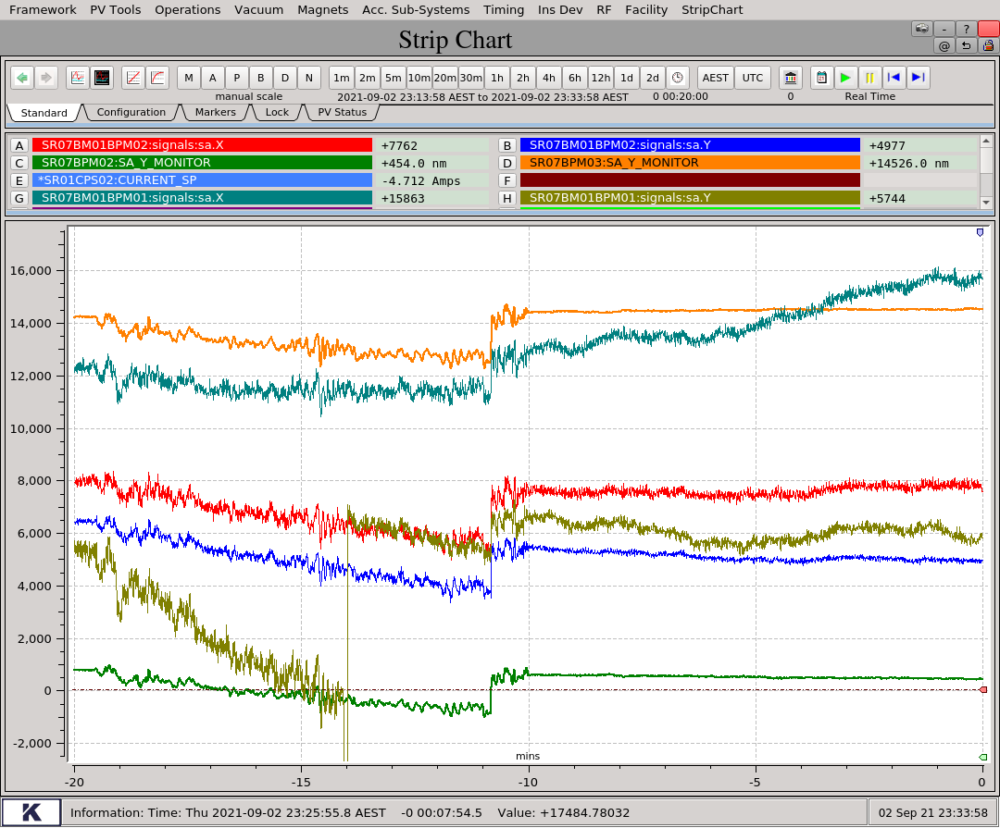 Framework PV Tools Operations Vacuum Magnets Acc. Sub-Systems Timing Ins Dev RF Facility StripChart
Strip Chart
- ?
@
M A P B D N 1m 2m 5m 10m 20m 30m 1h 2h 4h 6h 12h 1d 2d AEST UTC
manual scale 2021-09-02 23:13:58 AEST to 2021-09-02 23:33:58 AEST 0 00:20:00 0 Real Time
Standard Configuration Markers Lock PV Status
A SR07BM01BPM02:signals:sa.X +7762 B SR07BM01BPM02:signals:sa.Y +4977
C SR07BPM02:SA_Y_MONITOR +454.0 nm D SR07BPM03:SA_Y_MONITOR +14526.0 nm
E *SR01CPS02:CURRENT_SP -4.712 Amps F
G SR07BM01BPM01:signals:sa.X +15863 H SR07BM01BPM01:signals:sa.Y +5744
16,000
14,000
12,000
10,000
8,000
6,000
4,000
2,000
0
-2,000
mins
-20 -15 -10 -5 0
K Information: Time: Thu 2021-09-02 23:25:55.8 AEST -0 00:07:54.5 Value: +17484.78032 02 Sep 21 23:33:58